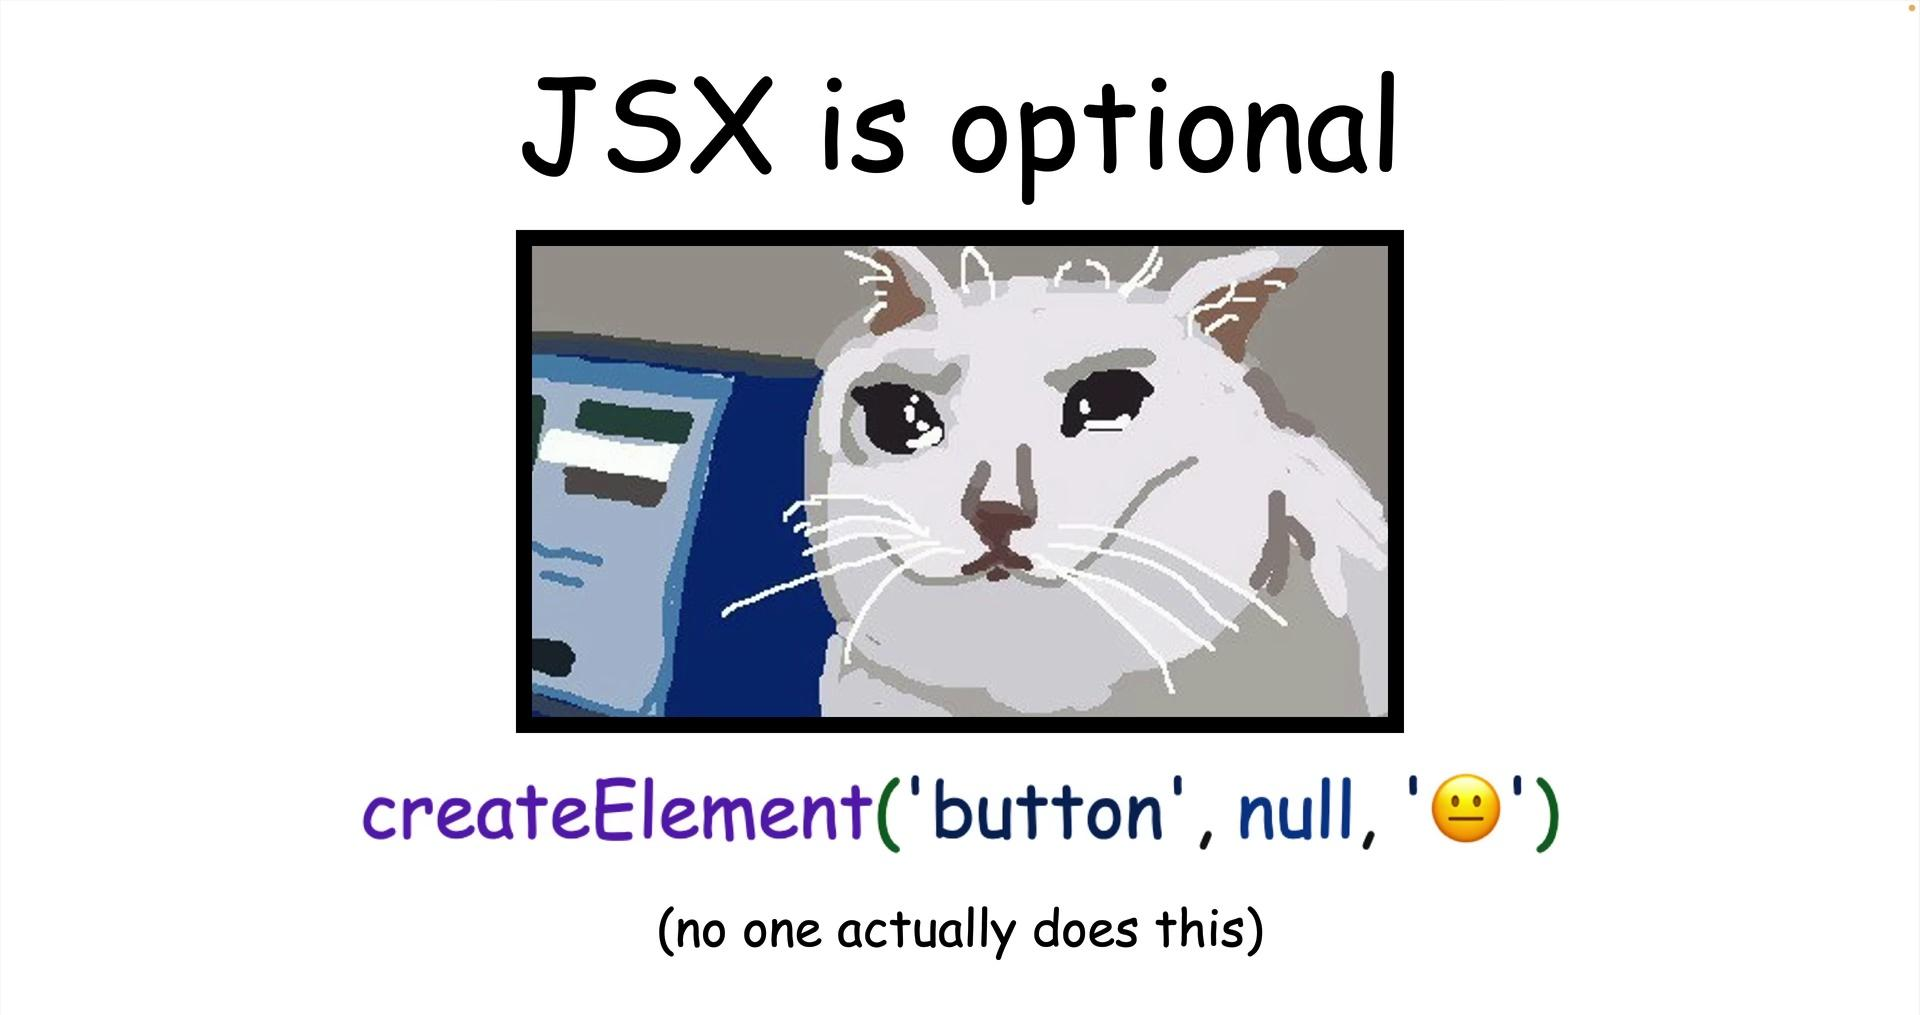 JSX is optional
createElement('button', null, '😐')
(no one actually does this)